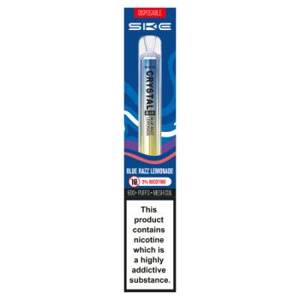 DISPOSABLE
SKE
CRYSTAL
BLUE RAZZ LEMONADE
18 2% NICOTINE
600+ PUFFS • MESH COIL
This
product
contains
nicotine
which is a
highly
addictive
substance.